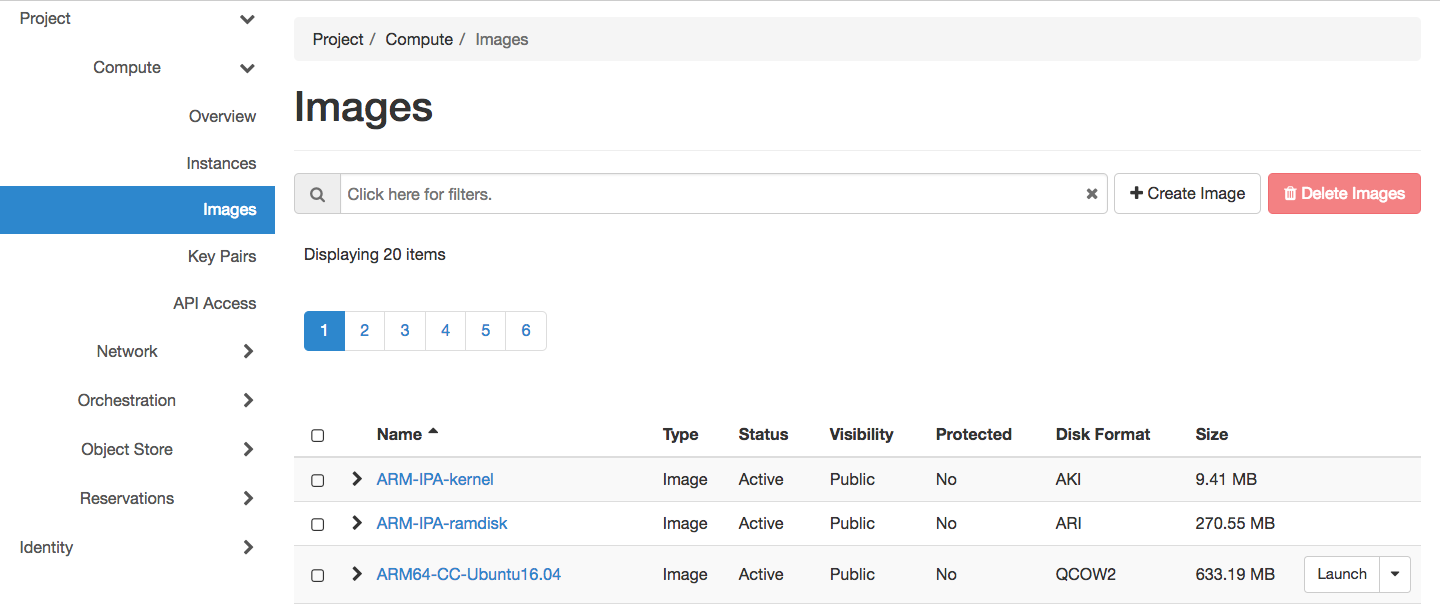 Project
Compute
Overview
Instances
Images
Key Pairs
API Access
Network
Orchestration
Object Store
Reservations
Identity
Project / Compute / Images
Images
Click here for filters.
Create Image
Delete Images
Displaying 20 items
1 2 3 4 5 6
Name Type Status Visibility Protected Disk Format Size
ARM-IPA-kernel Image Active Public No AKI 9.41 MB
ARM-IPA-ramdisk Image Active Public No ARI 270.55 MB
ARM64-CC-Ubuntu16.04 Image Active Public No QCOW2 633.19 MB Launch